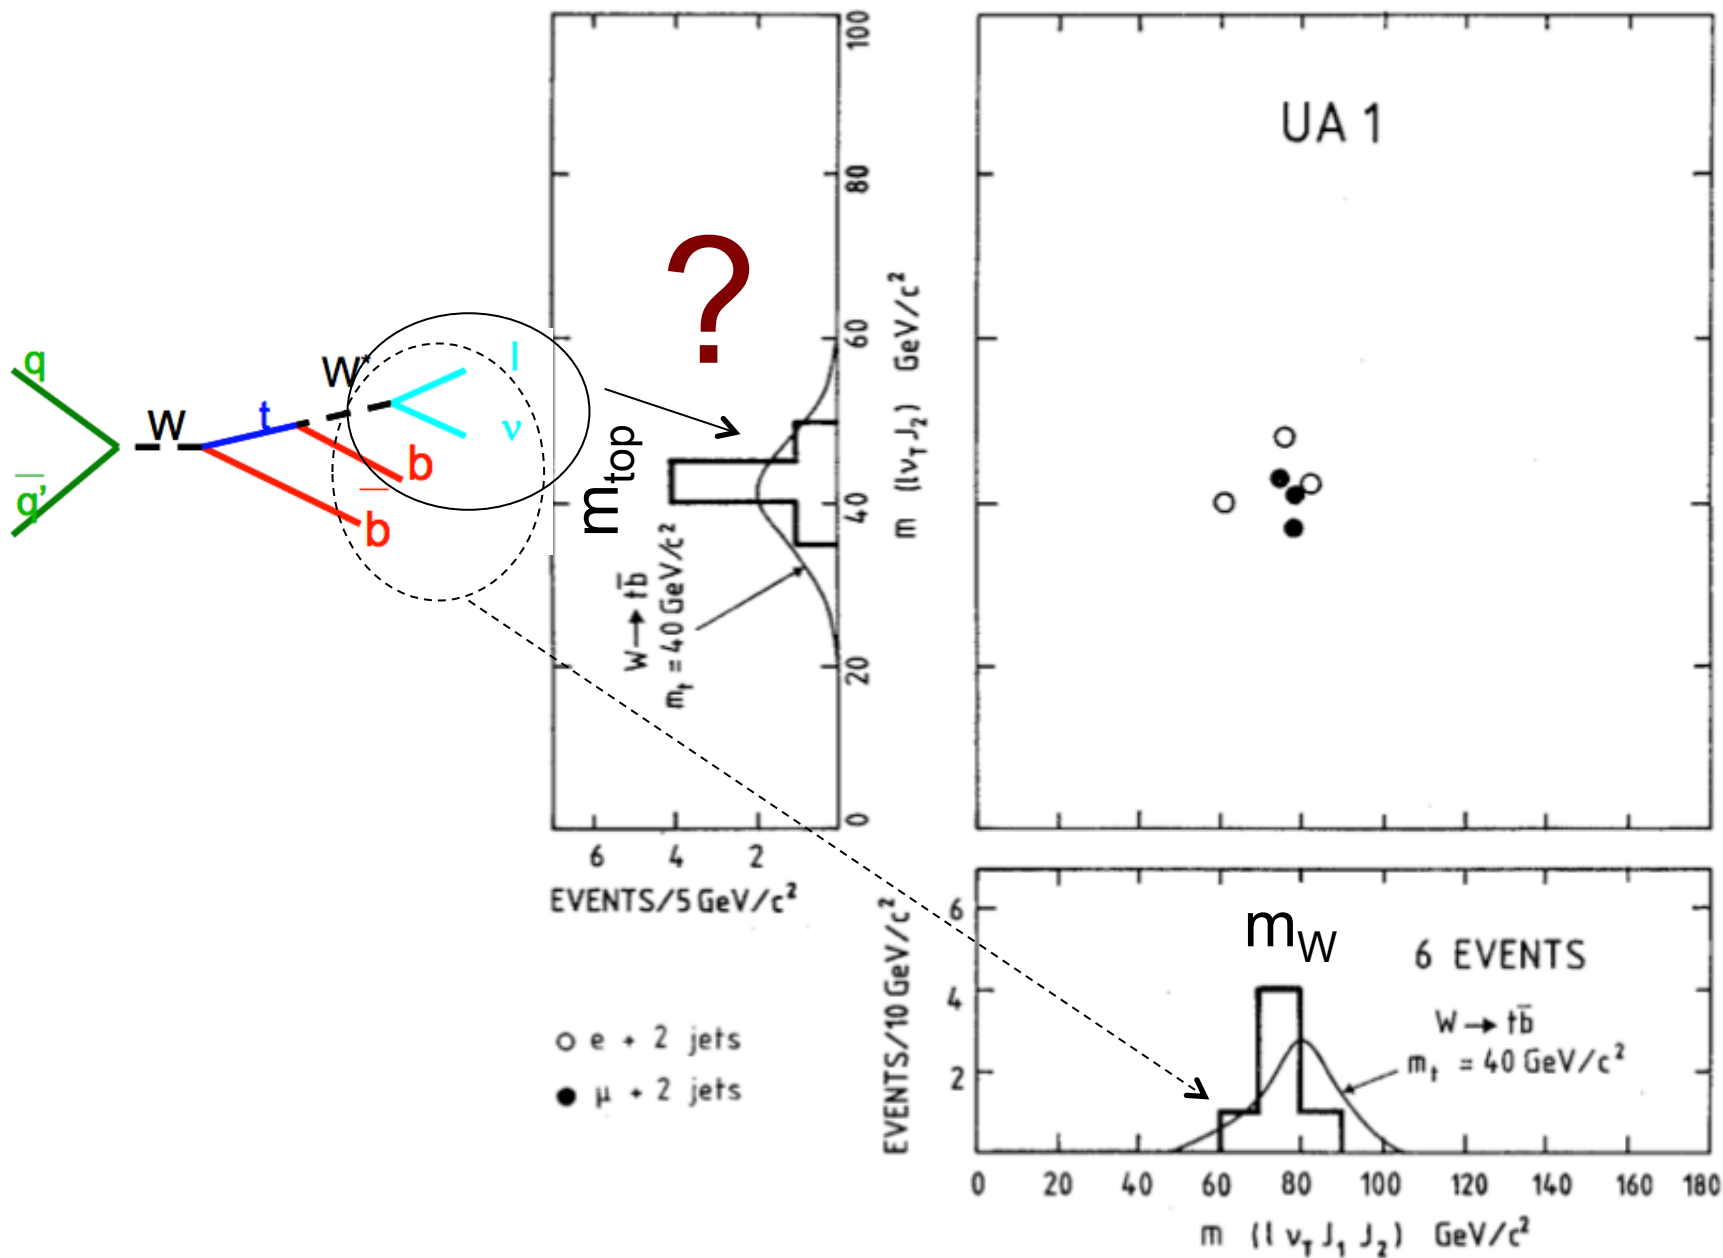 UA 1
?
q
q̄'
W
t
W*
l
ν
b
b̄
m_top
W → tb̄
m_t = 40 GeV/c²
100
80
60
40
20
0
m (lν_T J_2) GeV/c²
6 4 2
EVENTS/5 GeV/c²
○ e + 2 jets
● μ + 2 jets
m_W
6 EVENTS
W → tb̄
m_t = 40 GeV/c²
6
4
2
EVENTS/10 GeV/c²
0 20 40 60 80 100 120 140 160 180
m (l ν_T J_1 J_2) GeV/c²